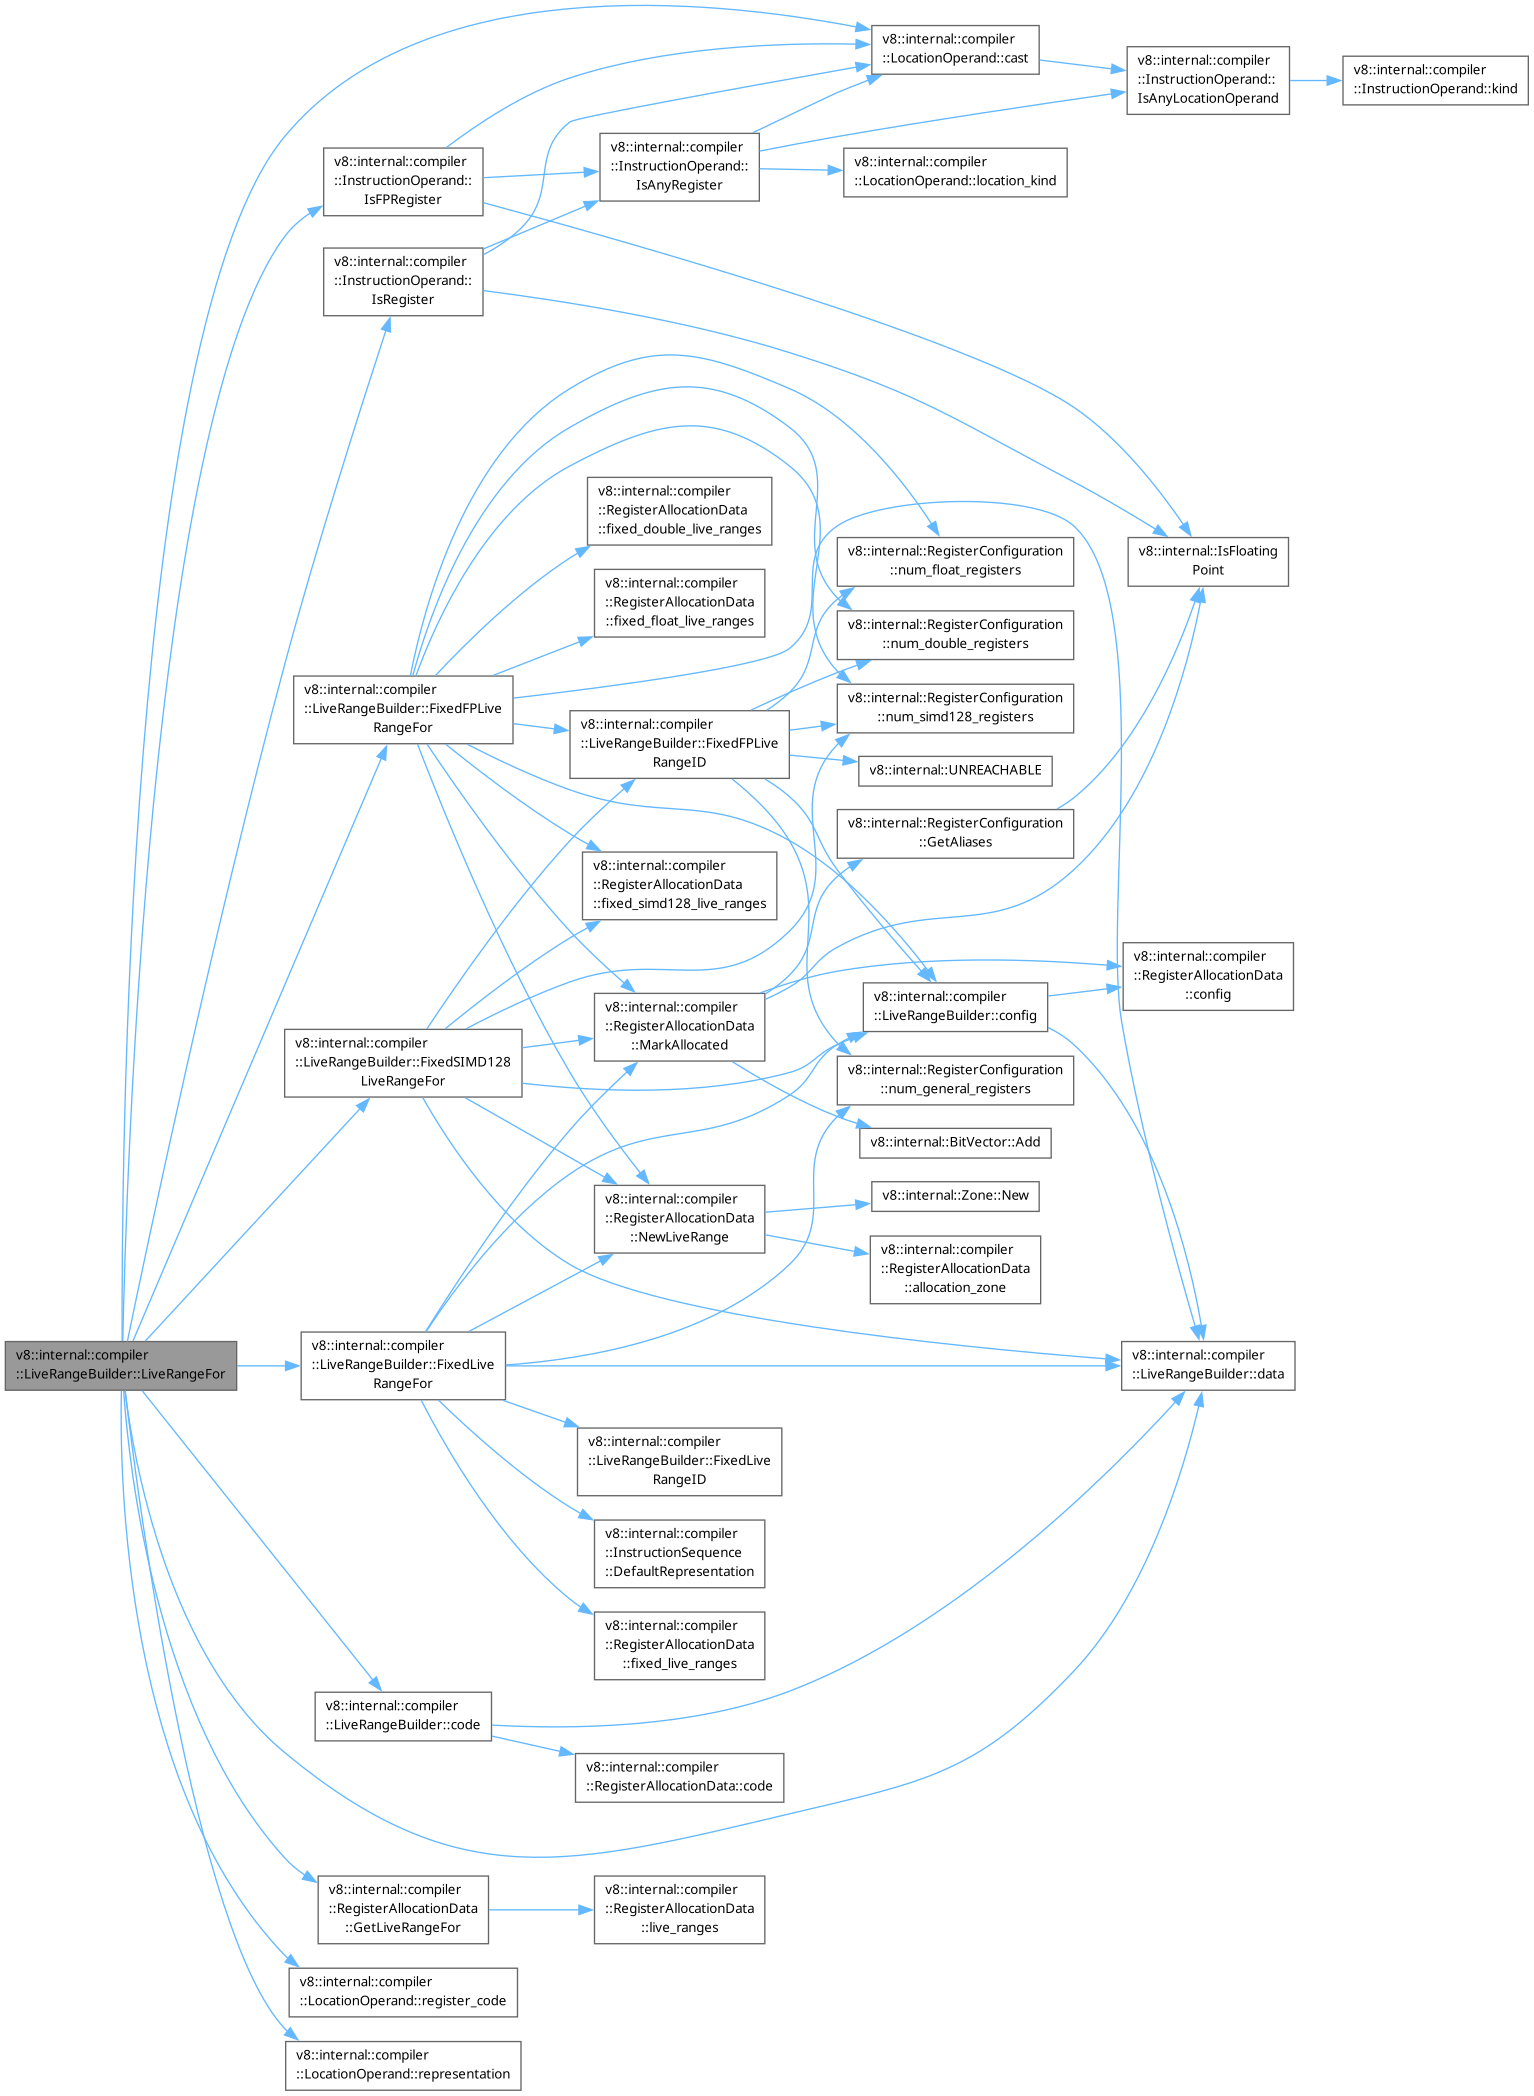 v8::internal::compiler
::LocationOperand::cast
v8::internal::compiler
::InstructionOperand::
IsAnyLocationOperand
v8::internal::compiler
::InstructionOperand::kind
v8::internal::compiler
::InstructionOperand::
IsFPRegister
v8::internal::compiler
::InstructionOperand::
IsAnyRegister
v8::internal::compiler
::LocationOperand::location_kind
v8::internal::compiler
::InstructionOperand::
IsRegister
v8::internal::compiler
::RegisterAllocationData
::fixed_double_live_ranges
v8::internal::RegisterConfiguration
::num_float_registers
v8::internal::IsFloating
Point
v8::internal::compiler
::RegisterAllocationData
::fixed_float_live_ranges
v8::internal::RegisterConfiguration
::num_double_registers
v8::internal::compiler
::LiveRangeBuilder::FixedFPLive
RangeFor
v8::internal::compiler
::LiveRangeBuilder::FixedFPLive
RangeID
v8::internal::RegisterConfiguration
::num_simd128_registers
v8::internal::UNREACHABLE
v8::internal::RegisterConfiguration
::GetAliases
v8::internal::compiler
::RegisterAllocationData
::fixed_simd128_live_ranges
v8::internal::compiler
::RegisterAllocationData
::config
v8::internal::compiler
::LiveRangeBuilder::config
v8::internal::compiler
::RegisterAllocationData
::MarkAllocated
v8::internal::compiler
::LiveRangeBuilder::FixedSIMD128
LiveRangeFor
v8::internal::RegisterConfiguration
::num_general_registers
v8::internal::BitVector::Add
v8::internal::compiler
::RegisterAllocationData
::NewLiveRange
v8::internal::Zone::New
v8::internal::compiler
::RegisterAllocationData
::allocation_zone
v8::internal::compiler
::LiveRangeBuilder::LiveRangeFor
v8::internal::compiler
::LiveRangeBuilder::FixedLive
RangeFor
v8::internal::compiler
::LiveRangeBuilder::data
v8::internal::compiler
::LiveRangeBuilder::FixedLive
RangeID
v8::internal::compiler
::InstructionSequence
::DefaultRepresentation
v8::internal::compiler
::RegisterAllocationData
::fixed_live_ranges
v8::internal::compiler
::LiveRangeBuilder::code
v8::internal::compiler
::RegisterAllocationData::code
v8::internal::compiler
::RegisterAllocationData
::GetLiveRangeFor
v8::internal::compiler
::RegisterAllocationData
::live_ranges
v8::internal::compiler
::LocationOperand::register_code
v8::internal::compiler
::LocationOperand::representation